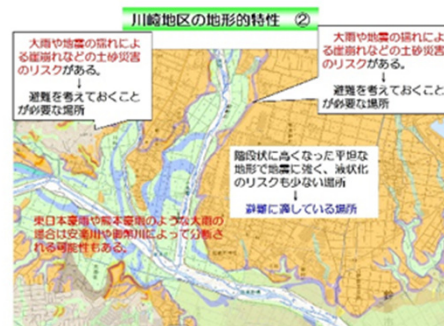 川崎地区の地形的特性　②
大雨や地震の揺れによ
る崖崩れなどの土砂災害
のリスクがある。
↓
避難を考えておくこと
が必要な場所
大雨や地震の揺れによ
る崖崩れなどの土砂災害
のリスクがある。
↓
避難を考えておくこと
が必要な場所
階段状に高くなった平坦な
地形で地震に強く、液状化
のリスクも少ない場所
↓
避難に適している場所
東日本豪雨や熊本豪雨のような大雨の
場合は安楽川や御幣川によって分断さ
れる可能性もある。